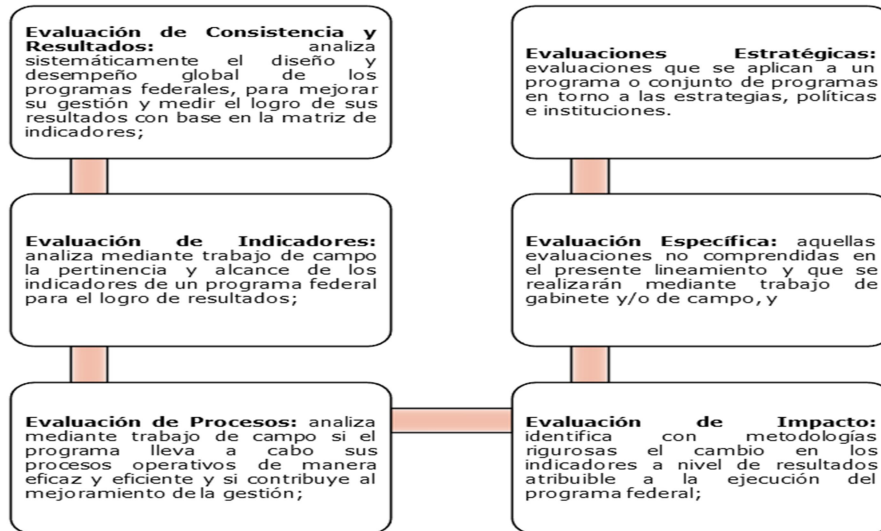 Evaluación de Consistencia y
Resultados: analiza
sistemáticamente el diseño y
desempeño global de los
programas federales, para mejorar
su gestión y medir el logro de sus
resultados con base en la matriz de
indicadores;
Evaluación de Indicadores:
analiza mediante trabajo de campo
la pertinencia y alcance de los
indicadores de un programa federal
para el logro de resultados;
Evaluación de Procesos: analiza
mediante trabajo de campo si el
programa lleva a cabo sus
procesos operativos de manera
eficaz y eficiente y si contribuye al
mejoramiento de la gestión;
Evaluación de Impacto:
identifica con metodologías
rigurosas el cambio en los
indicadores a nivel de resultados
atribuible a la ejecución del
programa federal;
Evaluación Específica: aquellas
evaluaciones no comprendidas en
el presente lineamiento y que se
realizarán mediante trabajo de
gabinete y/o de campo, y
Evaluaciones Estratégicas:
evaluaciones que se aplican a un
programa o conjunto de programas
en torno a las estrategias, políticas
e instituciones.